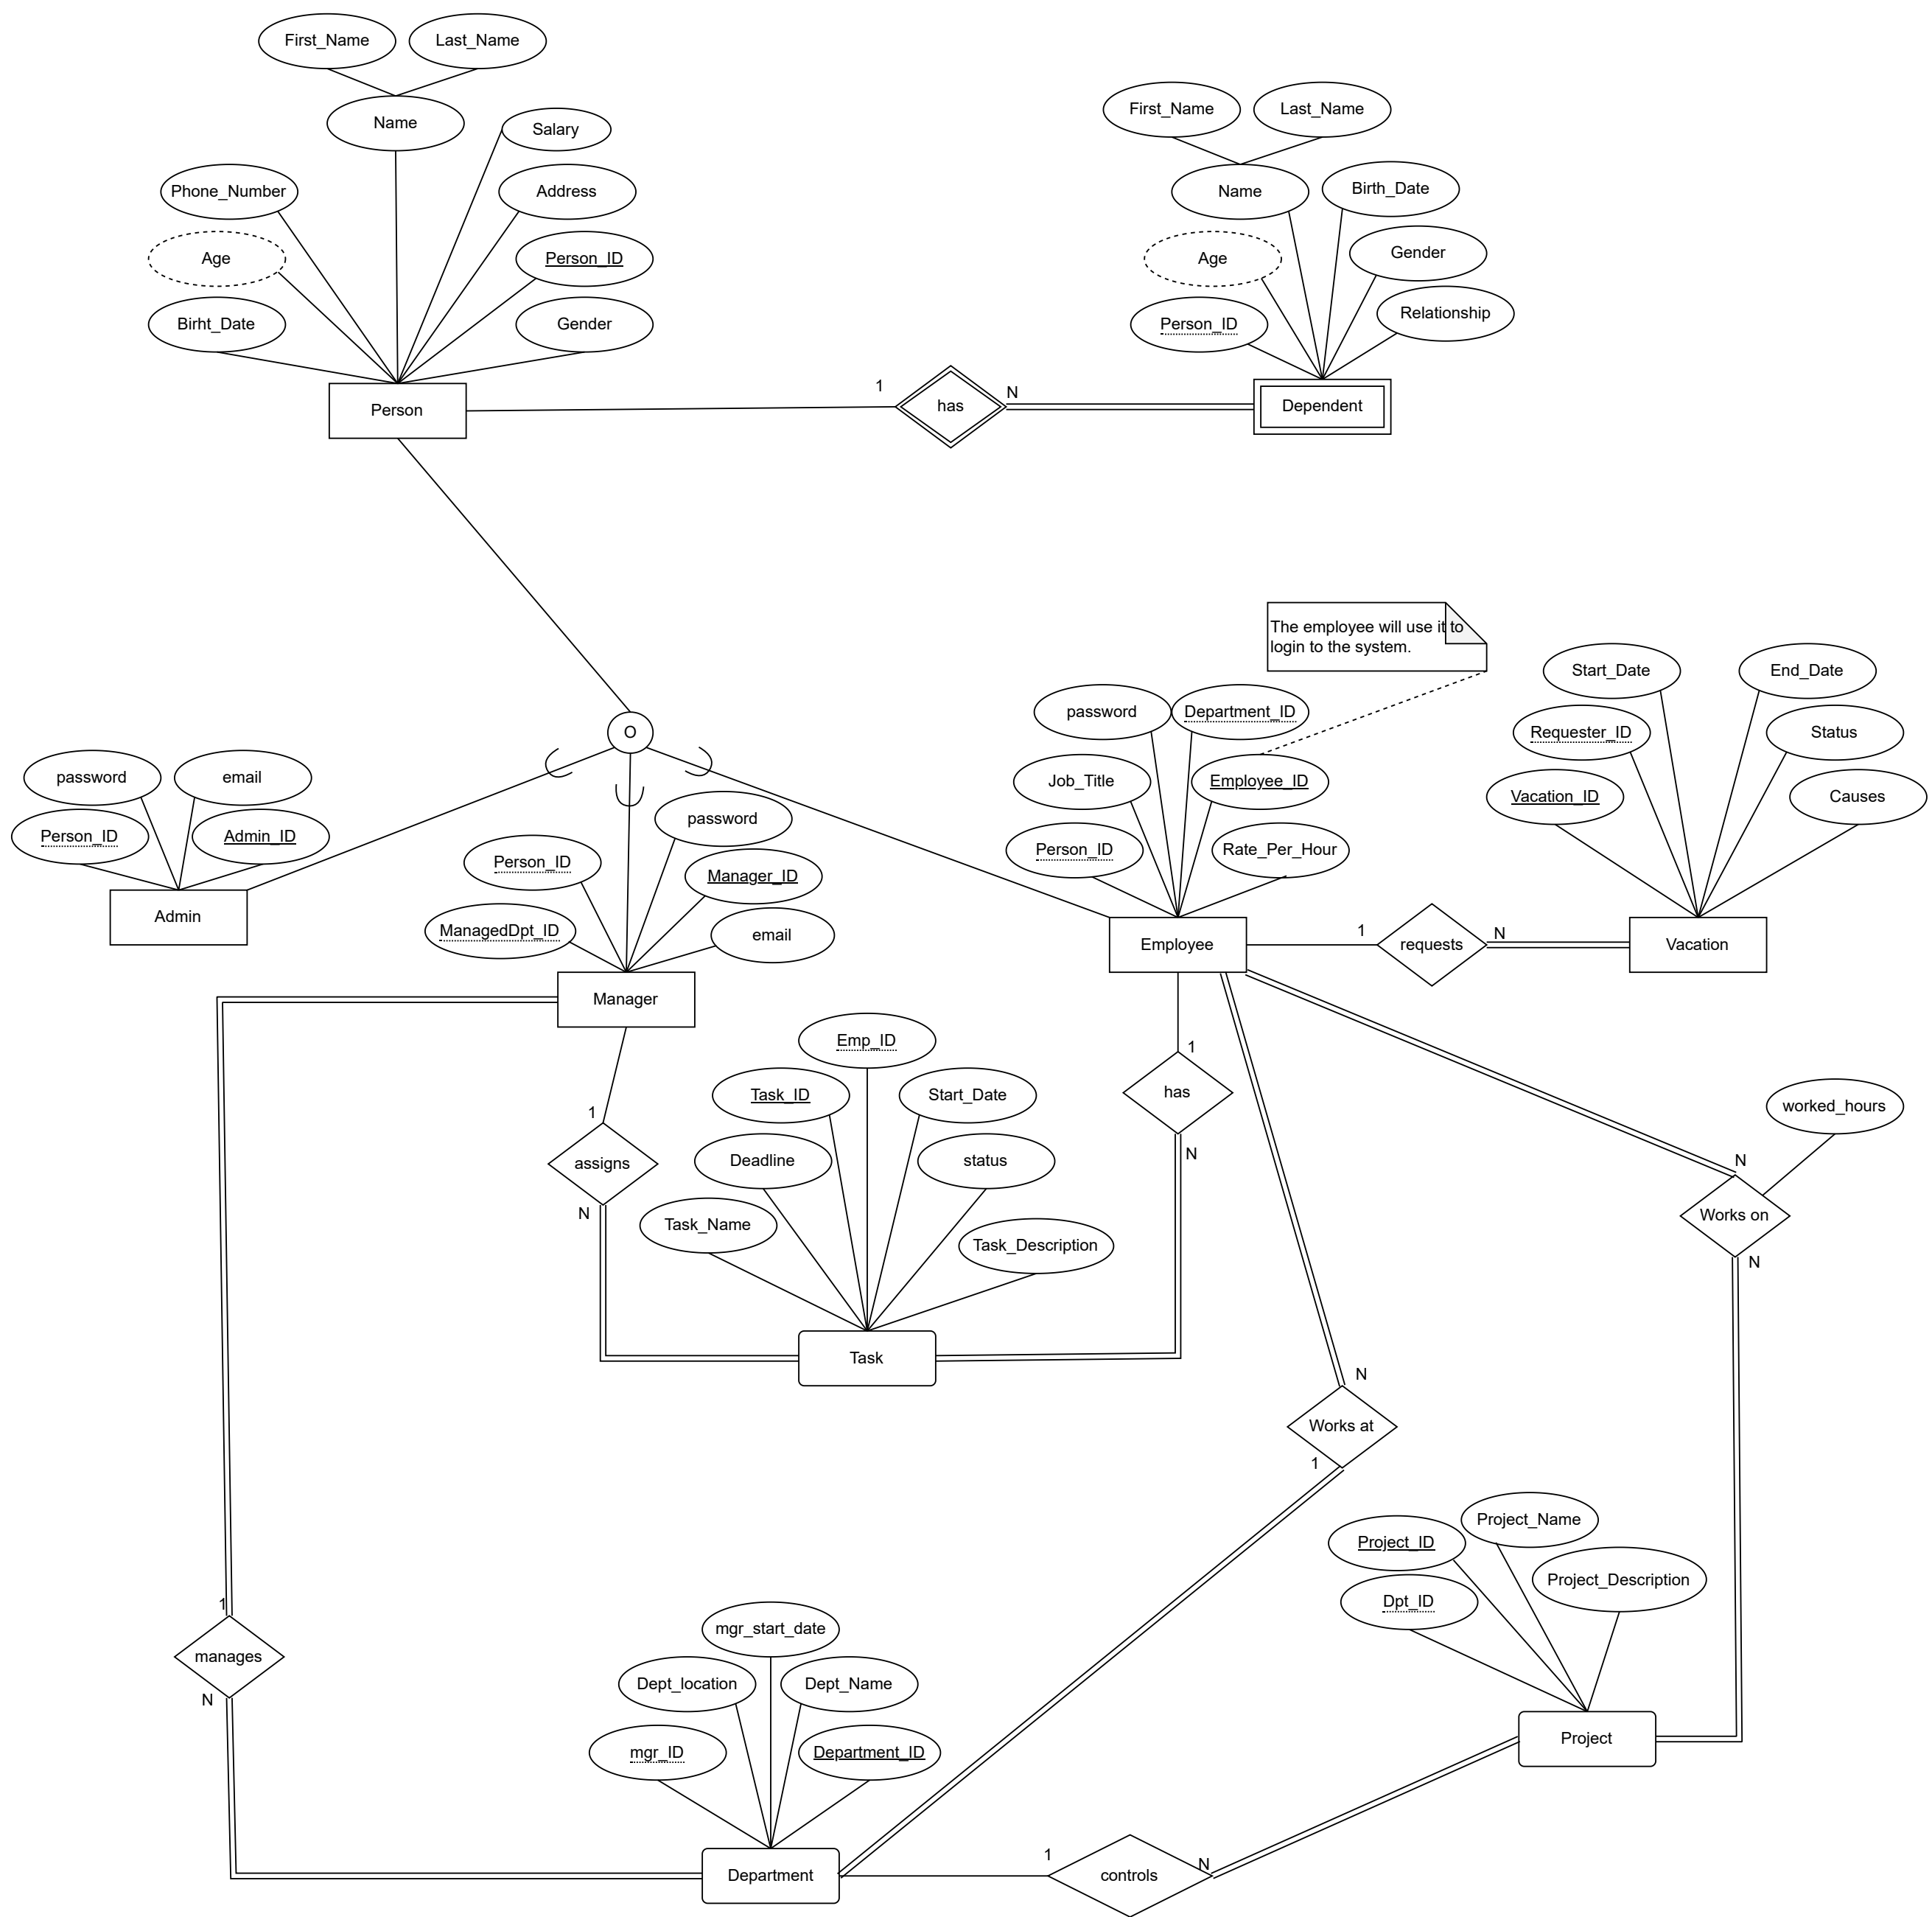 First_Name
Last_Name
Name
Salary
Phone_Number
Address
Age
Person_ID
Birht_Date
Gender
Person
First_Name
Last_Name
Name
Birth_Date
Age
Gender
Person_ID
Relationship
1
has
N
Dependent
O
The employee will use it to
login to the system.
password
email
Person_ID
Admin_ID
Admin
password
Person_ID
Manager_ID
ManagedDpt_ID
email
Manager
password
Department_ID
Job_Title
Employee_ID
Person_ID
Rate_Per_Hour
Employee
1
requests
N
Start_Date
End_Date
Requester_ID
Status
Vacation_ID
Causes
Vacation
1
assigns
N
Emp_ID
Task_ID
Start_Date
Deadline
status
Task_Name
Task_Description
Task
1
has
N
worked_hours
N
Works on
N
N
Works at
1
Project_Name
Project_ID
Project_Description
Dpt_ID
Project
1
manages
N
mgr_start_date
Dept_location
Dept_Name
mgr_ID
Department_ID
Department
1
controls
N